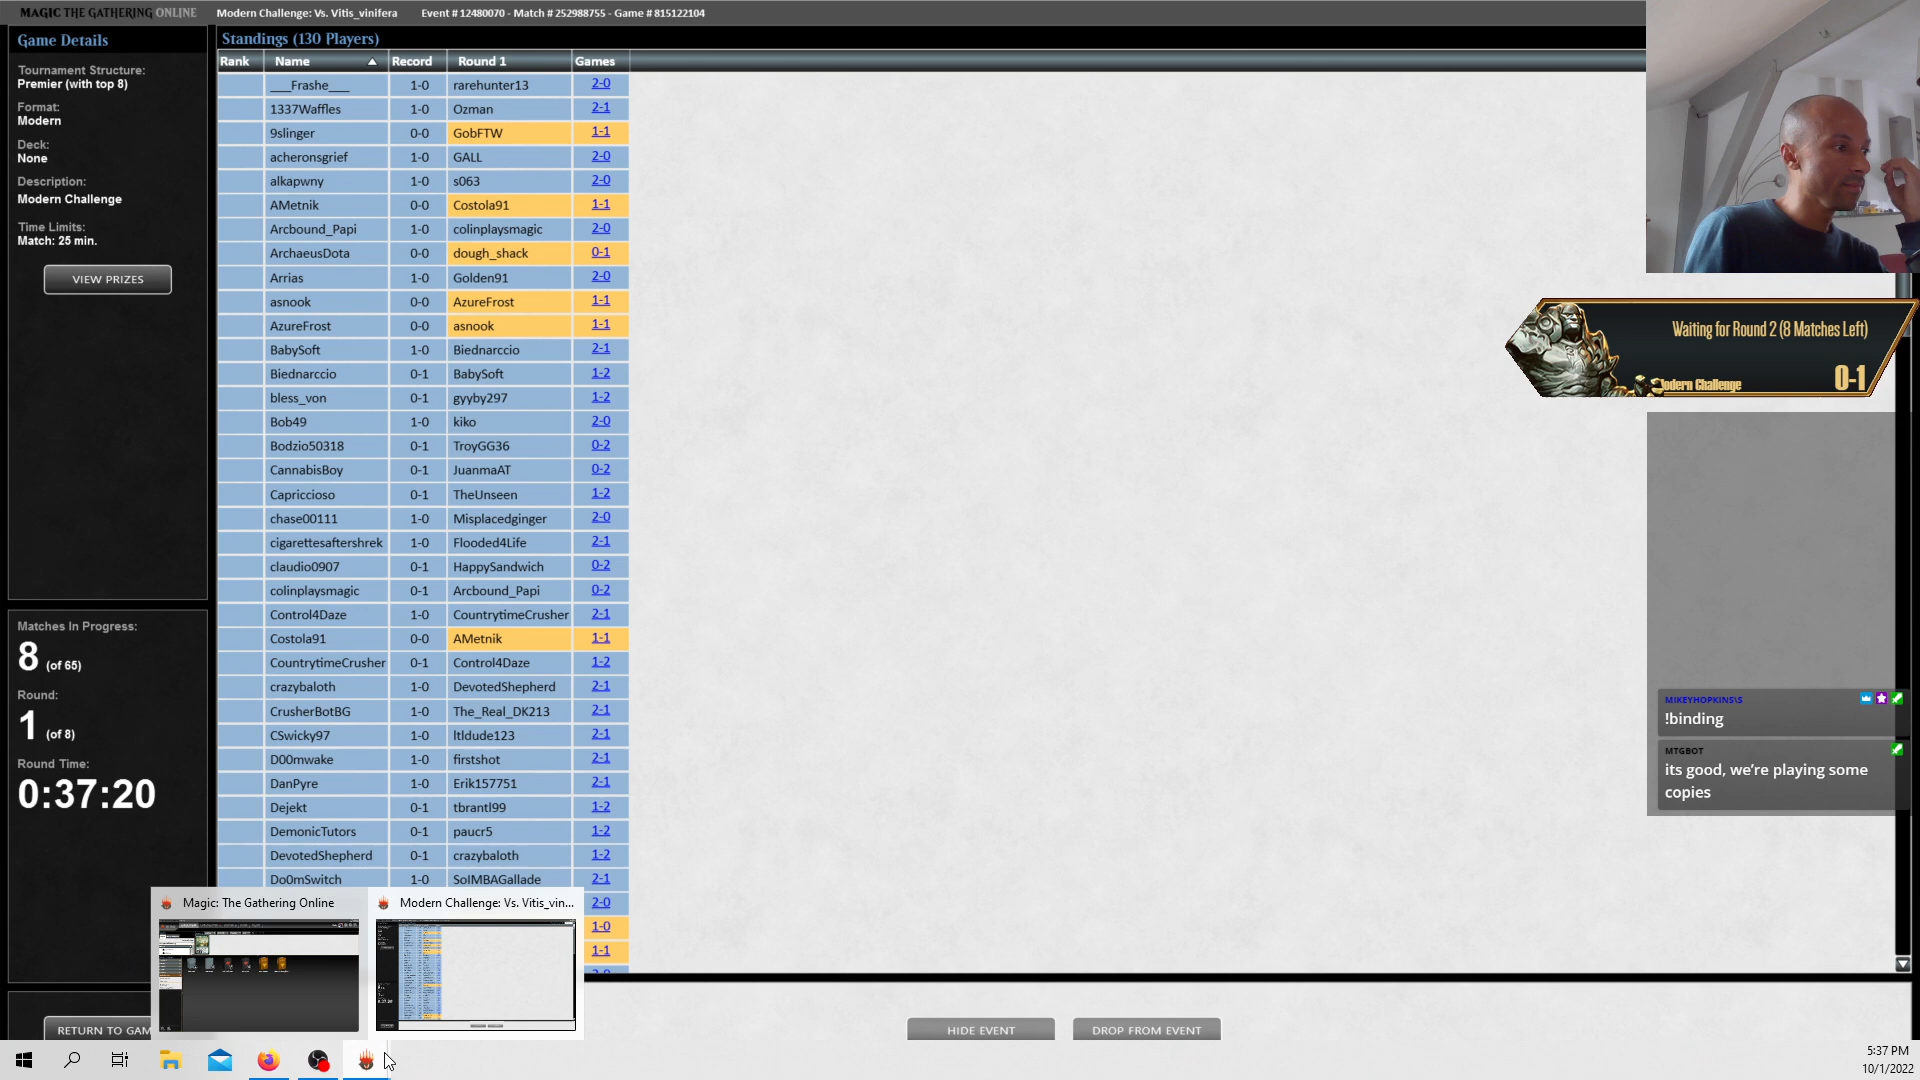 MAGIC THE GATHERING ONLINE Modern Challenge: Vs. Vitis_vinifera Event # 12480070 - Match # 252988755 - Game # 815122104
Game Details
Tournament Structure:
Premier (with top 8)
Format:
Modern
Deck:
None
Description:
Modern Challenge
Time Limits:
Match: 25 min.
VIEW PRIZES
Matches In Progress:
8 (of 65)
Round:
1 (of 8)
Round Time:
0:37:20
RETURN TO GAM
Standings (130 Players)
Rank Name Record Round 1 Games
___Frashe___ 1-0 rarehunter13 2-0
1337Waffles 1-0 Ozman 2-1
9slinger 0-0 GobFTW 1-1
acheronsgrief 1-0 GALL 2-0
alkapwny 1-0 s063 2-0
AMetnik 0-0 Costola91 1-1
Arcbound_Papi 1-0 colinplaysmagic 2-0
ArchaeusDota 0-0 dough_shack 0-1
Arrias 1-0 Golden91 2-0
asnook 0-0 AzureFrost 1-1
AzureFrost 0-0 asnook 1-1
BabySoft 1-0 Biednarccio 2-1
Biednarccio 0-1 BabySoft 1-2
bless_von 0-1 gyyby297 1-2
Bob49 1-0 kiko 2-0
Bodzio50318 0-1 TroyGG36 0-2
CannabisBoy 0-1 JuanmaAT 0-2
Capriccioso 0-1 TheUnseen 1-2
chase00111 1-0 Misplacedginger 2-0
cigarettesaftershrek 1-0 Flooded4Life 2-1
claudio0907 0-1 HappySandwich 0-2
colinplaysmagic 0-1 Arcbound_Papi 0-2
Control4Daze 1-0 CountrytimeCrusher 2-1
Costola91 0-0 AMetnik 1-1
CountrytimeCrusher 0-1 Control4Daze 1-2
crazybaloth 1-0 DevotedShepherd 2-1
CrusherBotBG 1-0 The_Real_DK213 2-1
CSwicky97 1-0 ltldude123 2-1
D00mwake 1-0 firstshot 2-1
DanPyre 1-0 Erik157751 2-1
Dejekt 0-1 tbrantl99 1-2
DemonicTutors 0-1 paucr5 1-2
DevotedShepherd 0-1 crazybaloth 1-2
Do0mSwitch 1-0 SoIMBAGallade 2-1
2-0
1-0
1-1
Magic: The Gathering Online
Modern Challenge: Vs. Vitis_vin...
HIDE EVENT
DROP FROM EVENT
Waiting for Round 2 (8 Matches Left)
Modern Challenge 0-1
MIKEYHOPKINS\S
!binding
MTGBOT
its good, we're playing some
copies
5:37 PM
10/1/2022